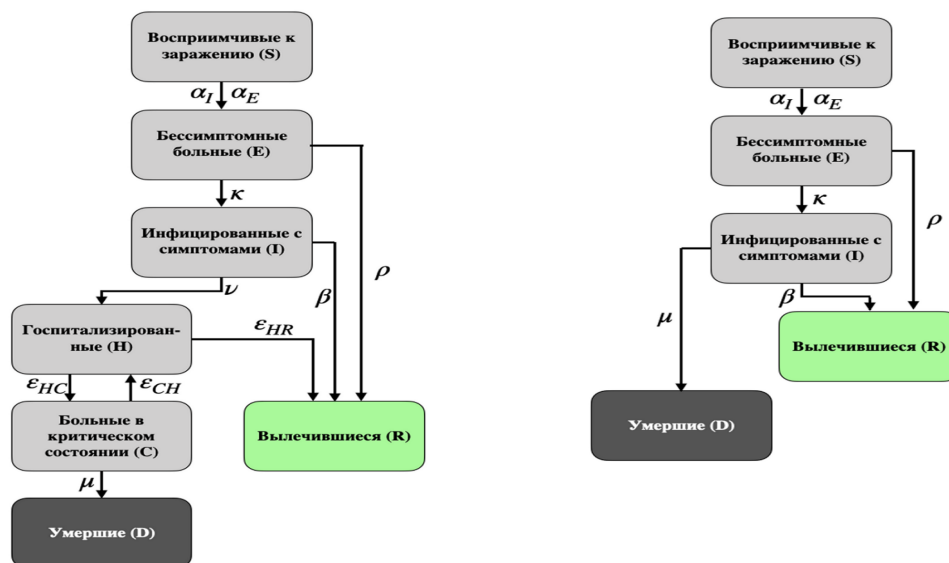 Восприимчивые к
заражению (S)
α_I α_E
Бессимптомные
больные (E)
κ
Инфицированные с
симптомами (I)
ν
β
ρ
Госпитализирован-
ные (H)
ε_HR
ε_HC
ε_CH
Больные в
критическом
состоянии (C)
Вылечившиеся (R)
μ
Умершие (D)
Восприимчивые к
заражению (S)
α_I α_E
Бессимптомные
больные (E)
κ
ρ
Инфицированные с
симптомами (I)
β
μ
Вылечившиеся (R)
Умершие (D)